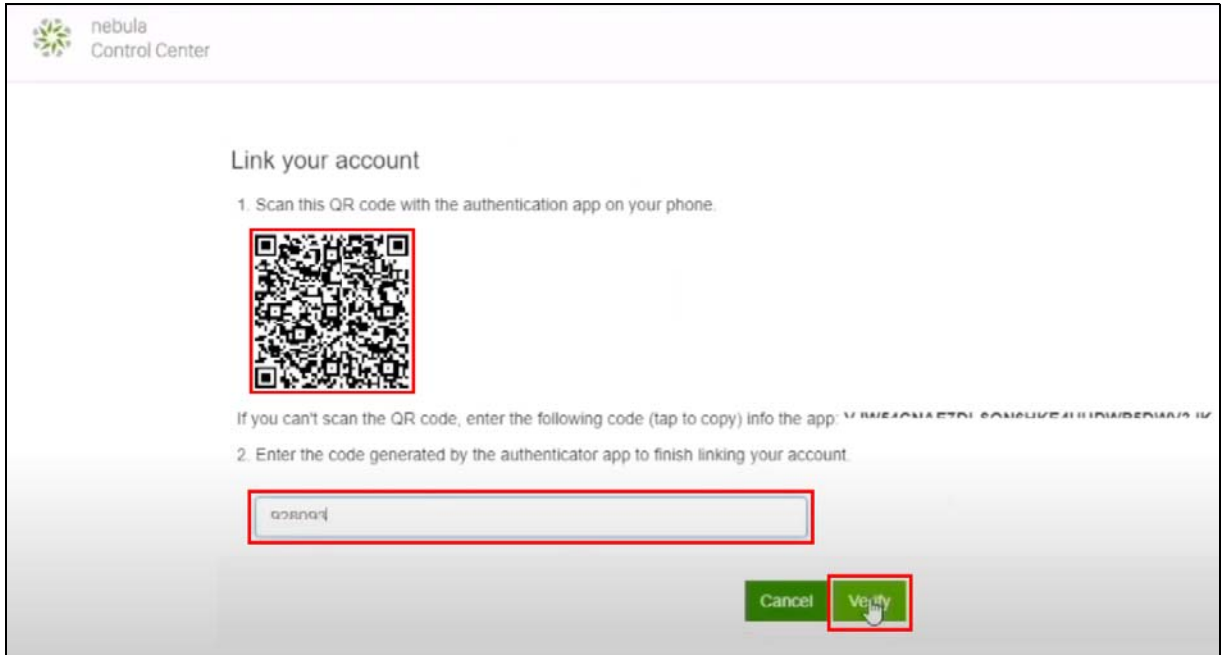 nebula
Control Center
Link your account
1. Scan this QR code with the authentication app on your phone.
If you can't scan the QR code, enter the following code (tap to copy) info the app:
2. Enter the code generated by the authenticator app to finish linking your account.
Cancel
Verify